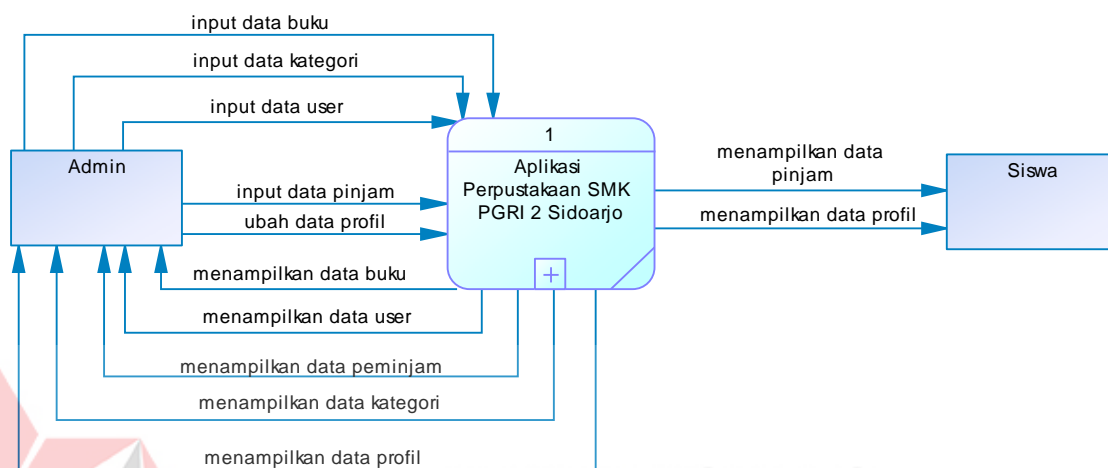 input data buku
input data kategori
input data user
Admin
1
Aplikasi
Perpustakaan SMK
PGRI 2 Sidoarjo
input data pinjam
ubah data profil
menampilkan data
pinjam
menampilkan data profil
Siswa
menampilkan data buku
menampilkan data user
menampilkan data peminjam
menampilkan data kategori
menampilkan data profil